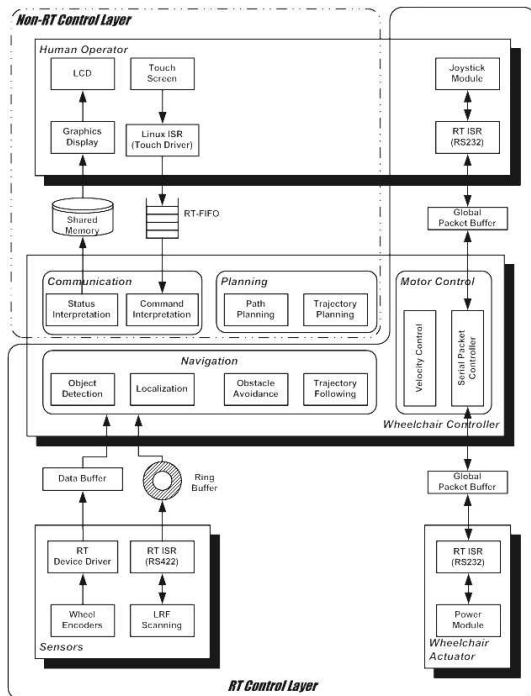 Non-RT Control Layer
Human Operator
LCD
Touch
Screen
Joystick
Module
Graphics
Display
Linux ISR
(Touch Driver)
RT ISR
(RS232)
Shared
Memory
RT-FIFO
Global
Packet Buffer
Communication
Status
Interpretation
Command
Interpretation
Planning
Path
Planning
Trajectory
Planning
Motor Control
Velocity Control
Serial Packet
Controller
Navigation
Object
Detection
Localization
Obstacle
Avoidance
Trajectory
Following
Wheelchair Controller
Data Buffer
Ring
Buffer
Global
Packet Buffer
RT
Device Driver
RT ISR
(RS422)
RT ISR
(RS232)
Wheel
Encoders
LRF
Scanning
Power
Module
Sensors
Wheelchair
Actuator
RT Control Layer